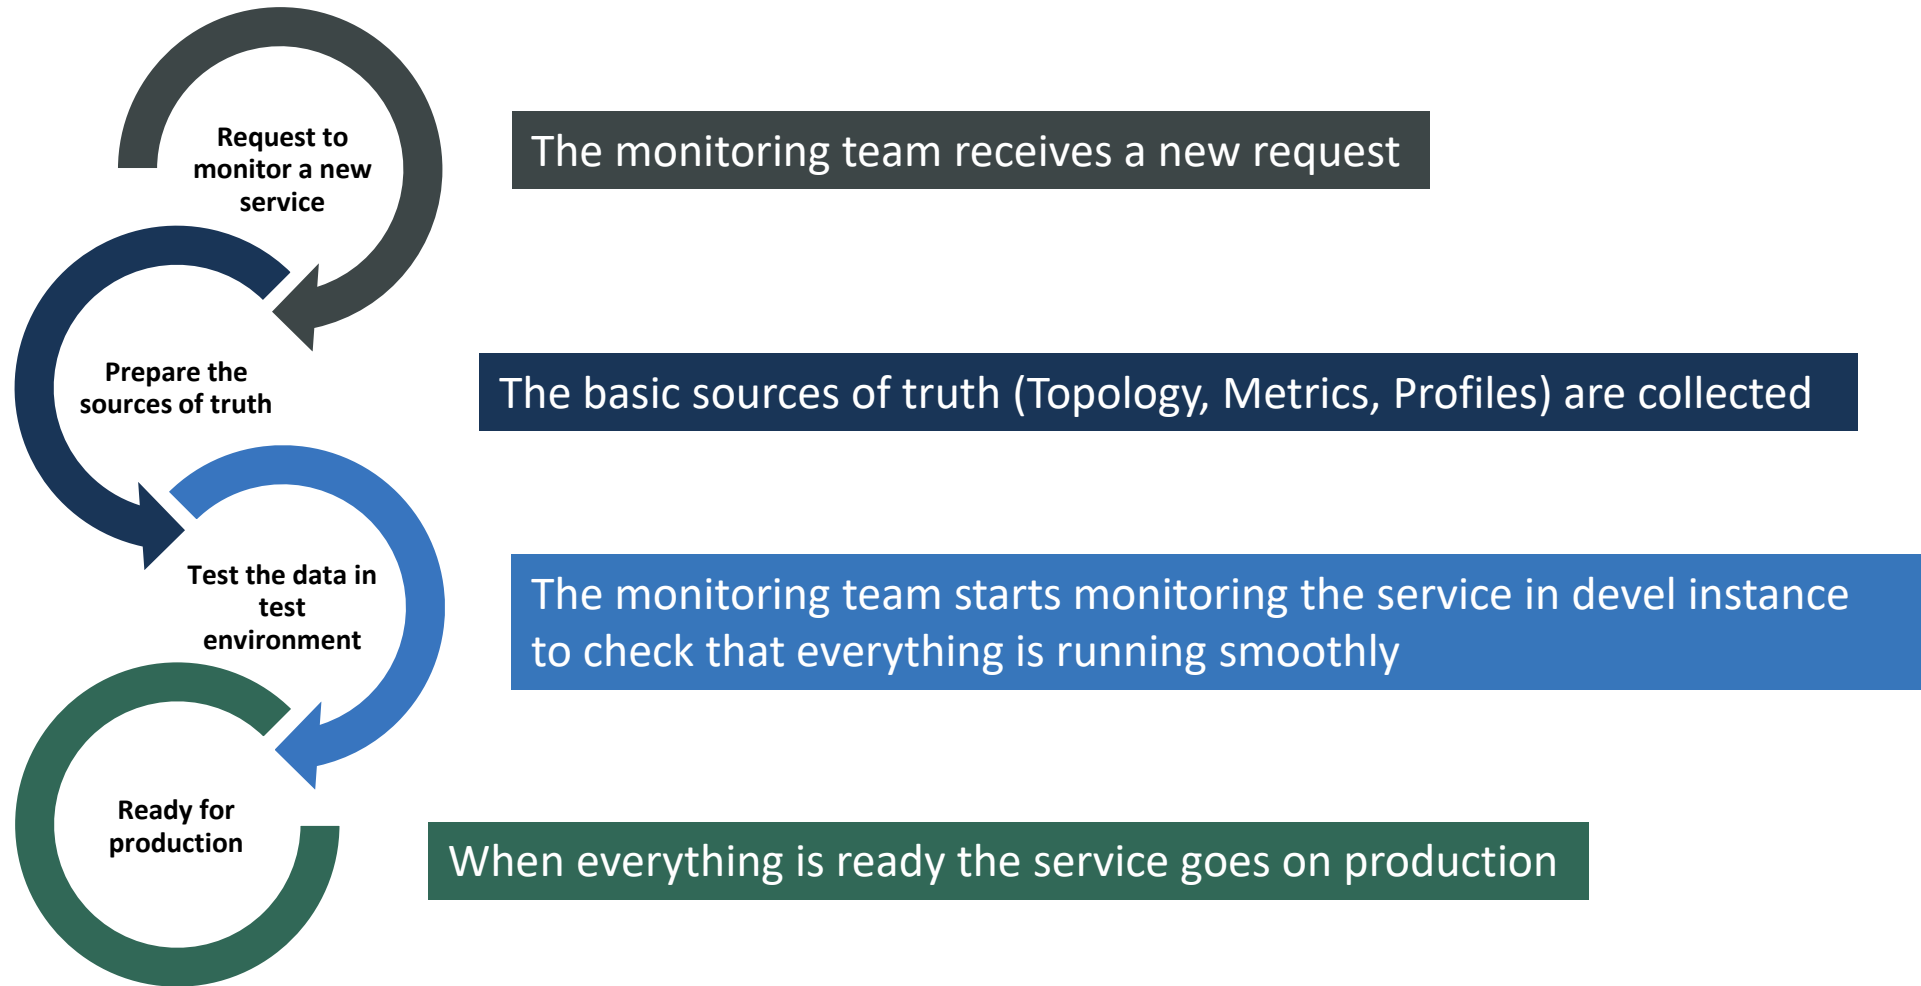 Request to
monitor a new
service
The monitoring team receives a new request
Prepare the
sources of truth
The basic sources of truth (Topology, Metrics, Profiles) are collected
Test the data in
test
environment
The monitoring team starts monitoring the service in devel instance
to check that everything is running smoothly
Ready for
production
When everything is ready the service goes on production